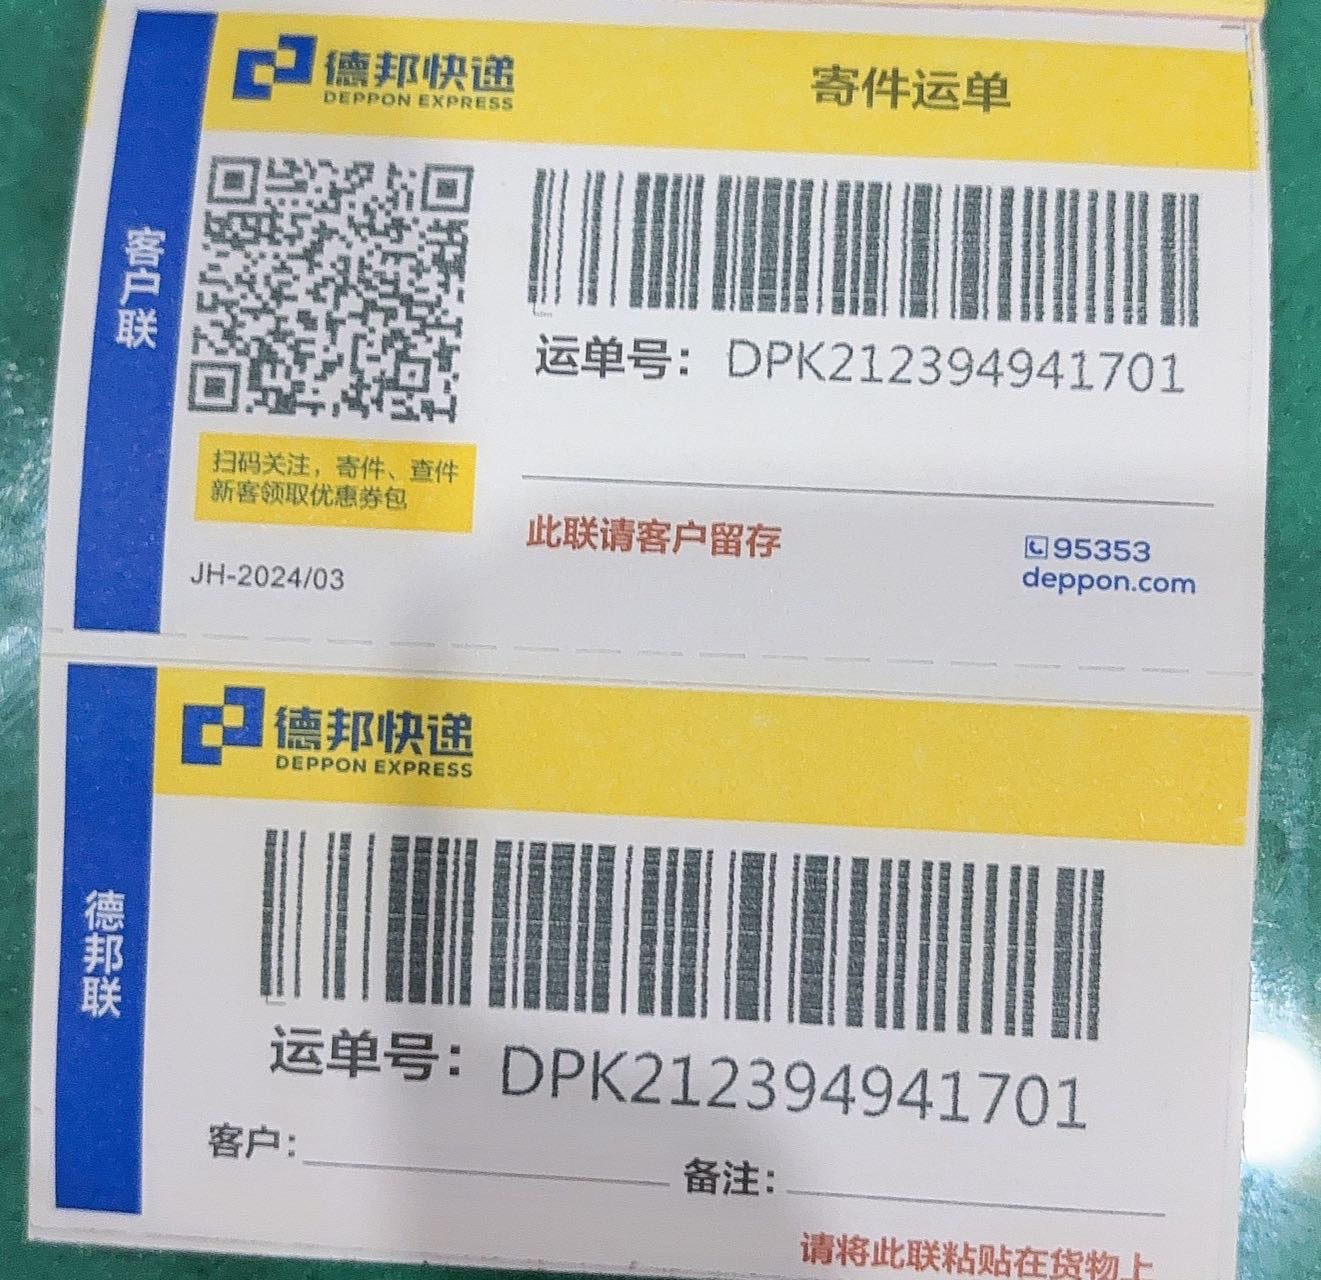 德邦快递
DEPPON EXPRESS
寄件运单
客户联
运单号: DPK212394941701
扫码关注，寄件、查件
新客领取优惠券包
此联请客户留存
95353
deppon.com
JH-2024/03
德邦快递
DEPPON EXPRESS
德邦联
运单号: DPK212394941701
客户:
备注:
请将此联粘贴在货物上